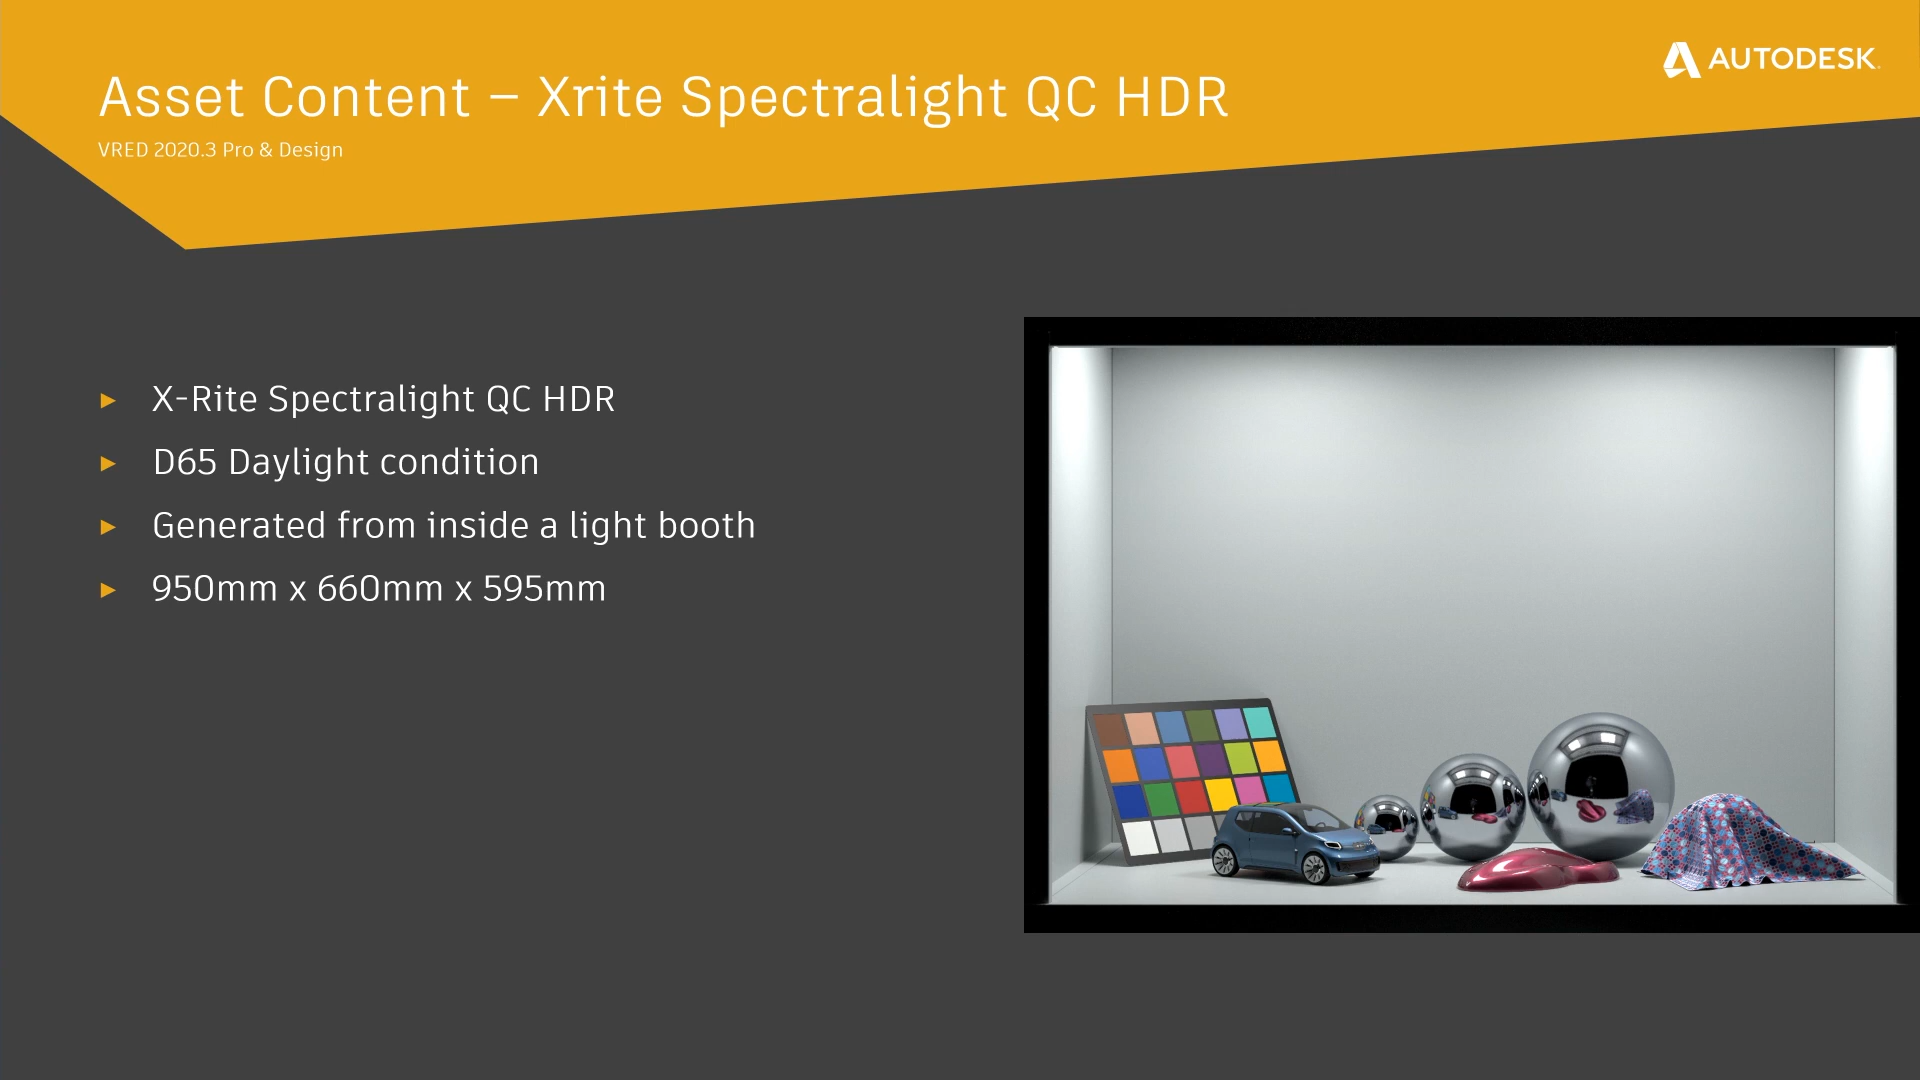 AUTODESK
Asset Content – Xrite Spectralight QC HDR
VRED 2020.3 Pro & Design
X-Rite Spectralight QC HDR
D65 Daylight condition
Generated from inside a light booth
950mm x 660mm x 595mm